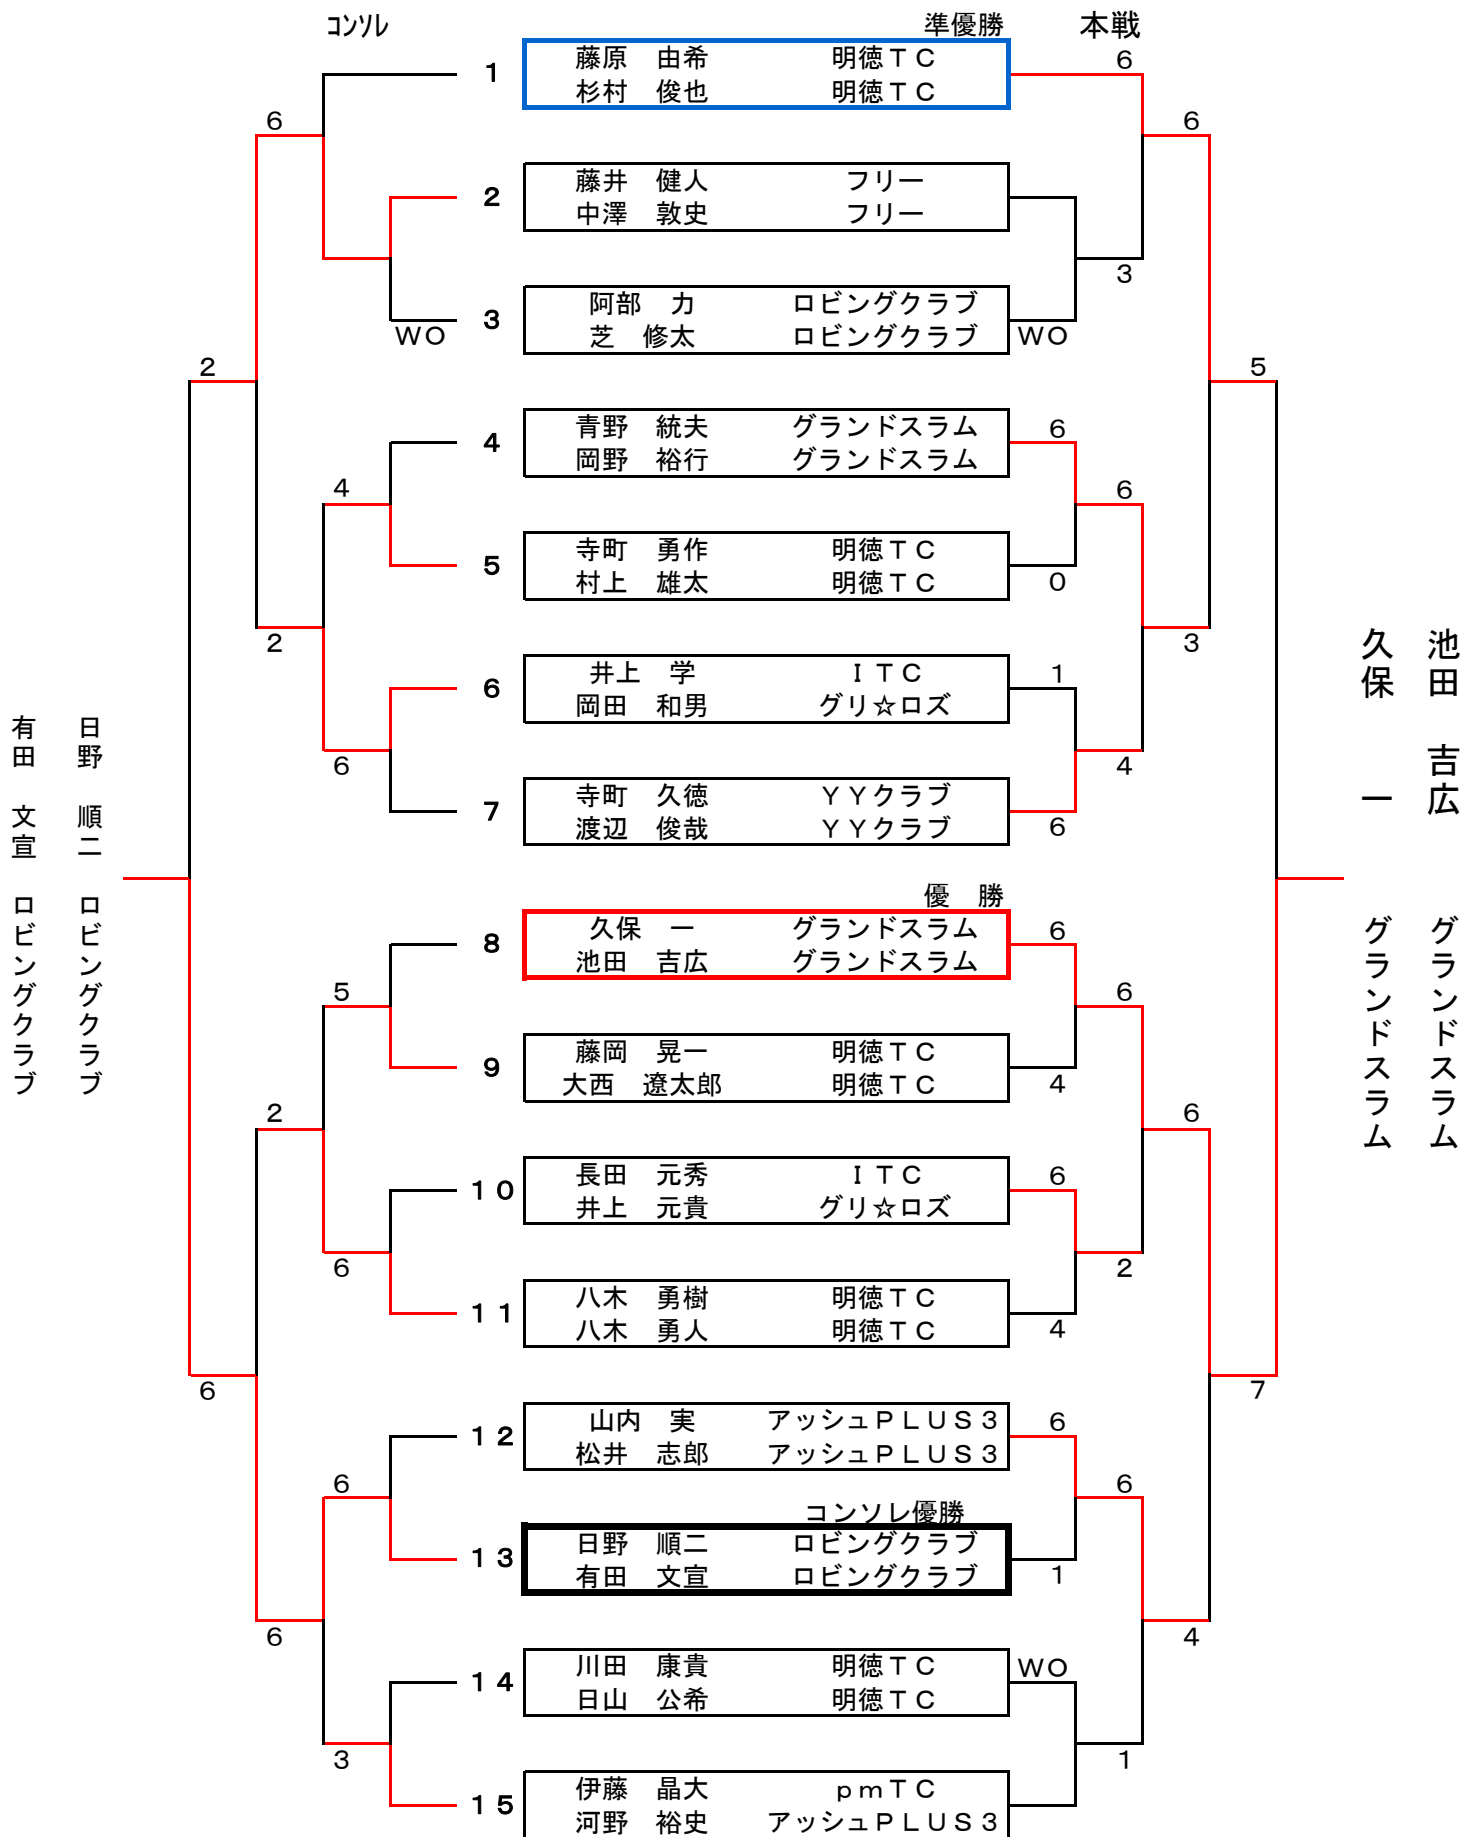 コンソレ 準優勝 本戦
1 藤原 由希 明徳TC 6
杉村 俊也 明徳TC
6 6
2 藤井 健人 フリー
中澤 敦史 フリー
3
3 阿部 力 ロビングクラブ
WO 芝 修太 ロビングクラブ WO
2 5
4 青野 統夫 グランドスラム 6
岡野 裕行 グランドスラム
4 6
5 寺町 勇作 明徳TC
村上 雄太 明徳TC 0
2 3
6 井上 学 ITC 1
岡田 和男 グリ☆ロズ
6 4
7 寺町 久徳 YYクラブ
渡辺 俊哉 YYクラブ 6
日野 順二 ロビングクラブ
有田 文宣 ロビングクラブ
池田 吉広 グランドスラム
久保 一 グランドスラム
優 勝
8 久保 一 グランドスラム 6
池田 吉広 グランドスラム
5 6
9 藤岡 晃一 明徳TC
大西 遼太郎 明徳TC 4
2 6
10 長田 元秀 ITC 6
井上 元貴 グリ☆ロズ
6 2
11 八木 勇樹 明徳TC
八木 勇人 明徳TC 4
6 7
12 山内 実 アッシュPLUS3 6
松井 志郎 アッシュPLUS3
6 6
コンソレ優勝
13 日野 順二 ロビングクラブ
有田 文宣 ロビングクラブ 1
6 4
14 川田 康貴 明徳TC WO
日山 公希 明徳TC
3 1
15 伊藤 晶大 pmTC
河野 裕史 アッシュPLUS3